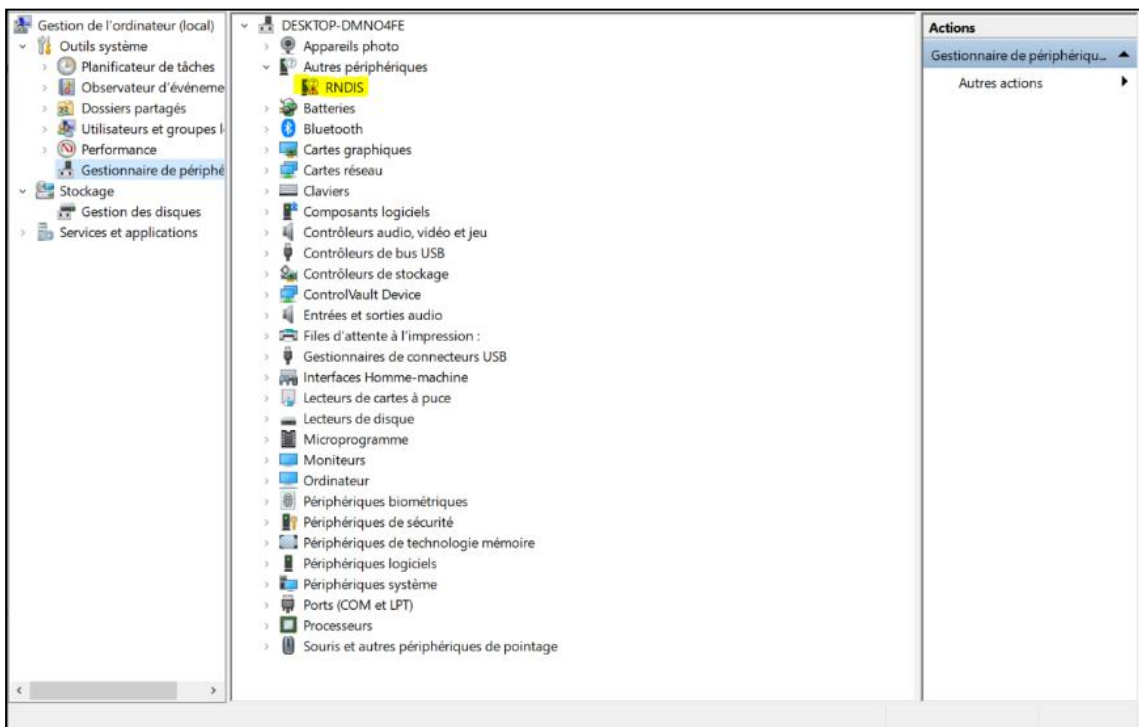 Gestion de l'ordinateur (local)
Outils système
Planificateur de tâches
Observateur d'événeme
Dossiers partagés
Utilisateurs et groupes l
Performance
Gestionnaire de périphé
Stockage
Gestion des disques
Services et applications
DESKTOP-DMNO4FE
Appareils photo
Autres périphériques
RNDIS
Batteries
Bluetooth
Cartes graphiques
Cartes réseau
Claviers
Composants logiciels
Contrôleurs audio, vidéo et jeu
Contrôleurs de bus USB
Contrôleurs de stockage
ControlVault Device
Entrées et sorties audio
Files d'attente à l'impression :
Gestionnaires de connecteurs USB
Interfaces Homme-machine
Lecteurs de cartes à puce
Lecteurs de disque
Microprogramme
Moniteurs
Ordinateur
Périphériques biométriques
Périphériques de sécurité
Périphériques de technologie mémoire
Périphériques logiciels
Périphériques système
Ports (COM et LPT)
Processeurs
Souris et autres périphériques de pointage
Actions
Gestionnaire de périphériqu...
Autres actions